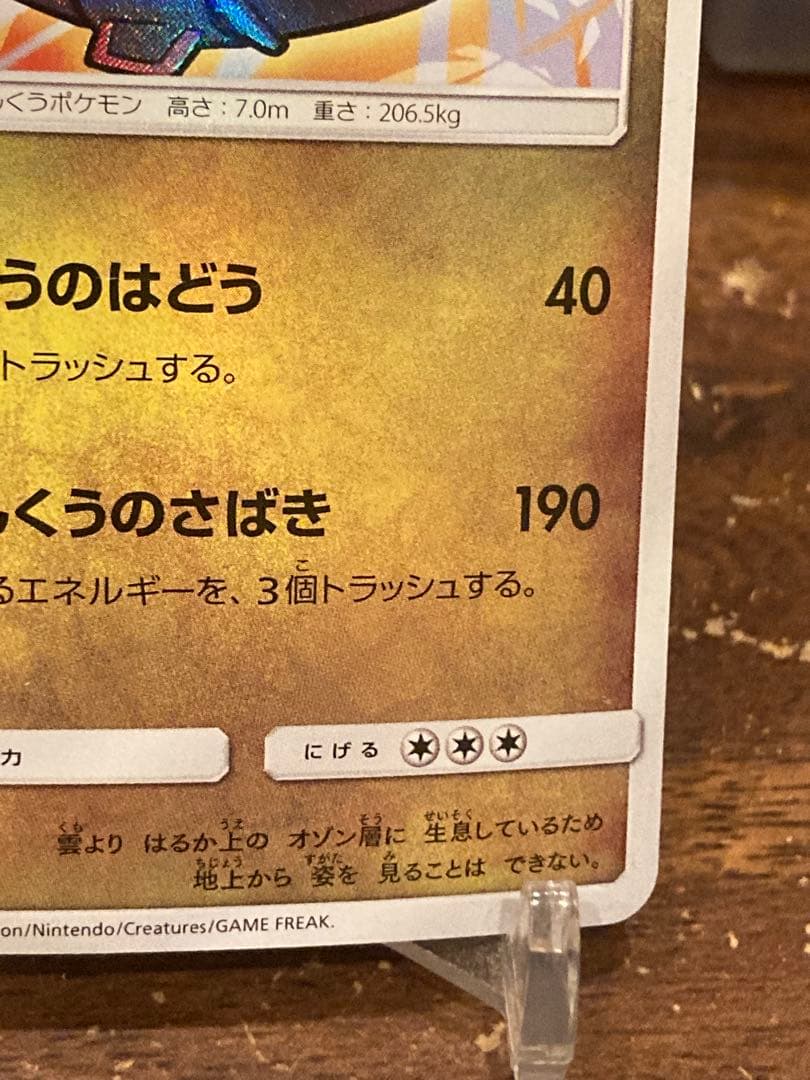 くうポケモン 高さ:7.0m 重さ:206.5kg
うのはどう 40
トラッシュする。
くうのさばき 190
るエネルギーを、3個トラッシュする。
力 にげる
雲より はるか上の オゾン層に 生息しているため
地上から 姿を 見ることは できない。
on/Nintendo/Creatures/GAME FREAK.